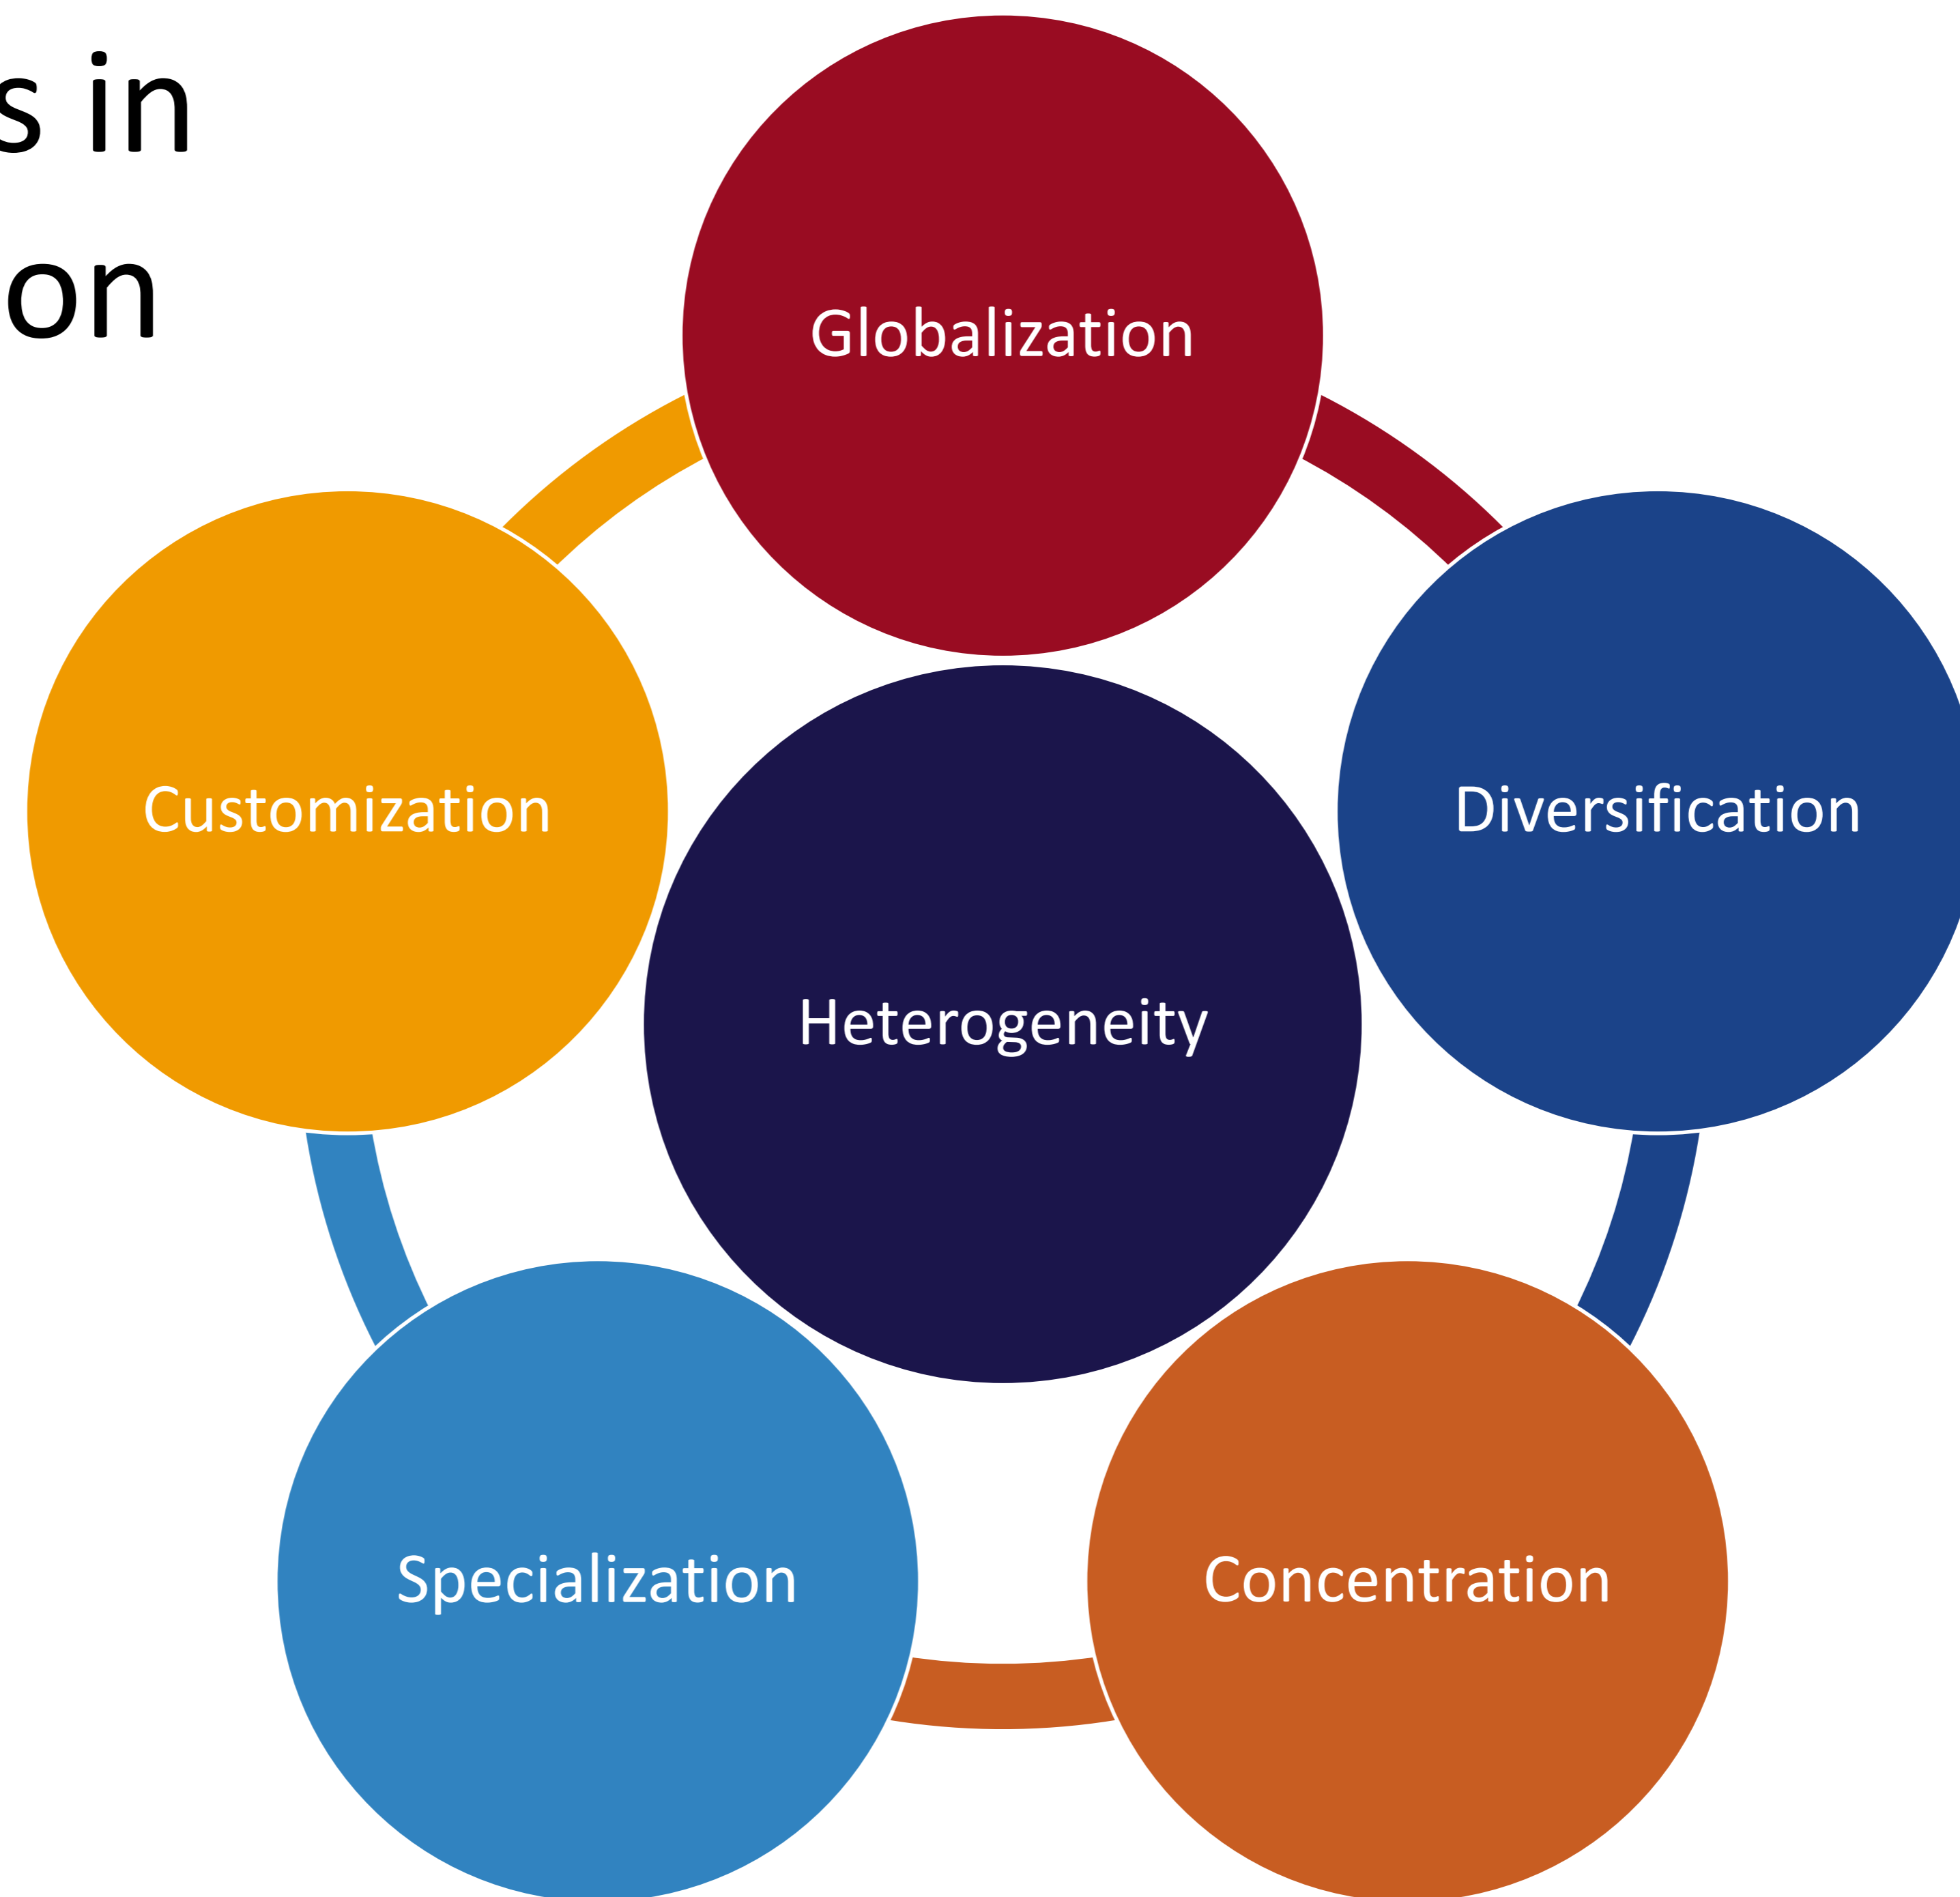 s in
on
Globalization
Customization
Diversification
Heterogeneity
Specialization
Concentration